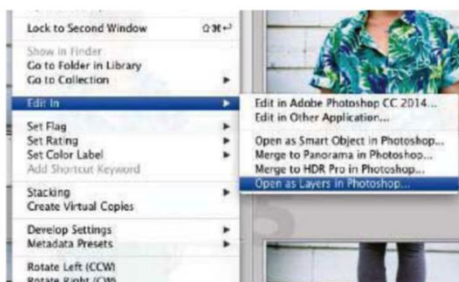 Lock to Second Window ⇧⌘↩
Show in Finder
Go to Folder in Library
Go to Collection
Edit In
Set Flag
Set Rating
Set Color Label
Add Shortcut Keyword
Stacking
Create Virtual Copies
Develop Settings
Metadata Presets
Rotate Left (CCW)
Rotate Right (CW)
Edit in Adobe Photoshop CC 2014...
Edit in Other Application...
Open as Smart Object in Photoshop...
Merge to Panorama in Photoshop...
Merge to HDR Pro in Photoshop...
Open as Layers in Photoshop...